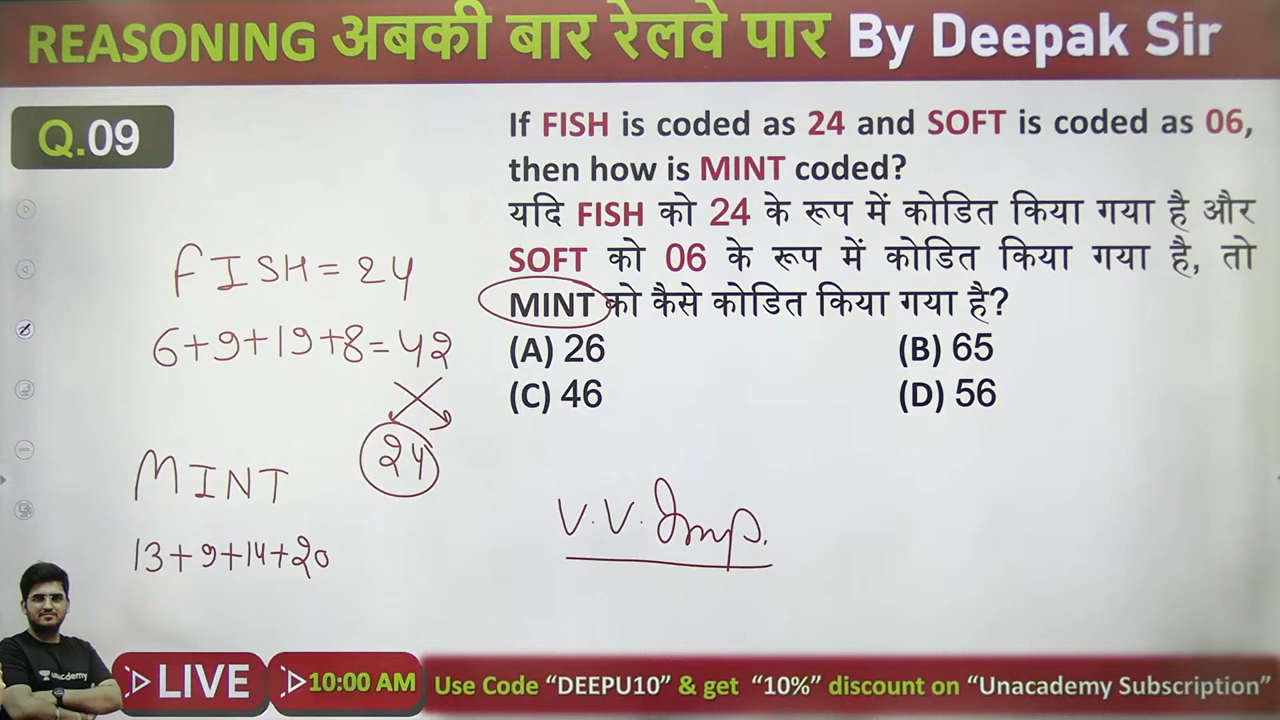 REASONING अबकी बार रेलवे पार By Deepak Sir
Q.09
If FISH is coded as 24 and SOFT is coded as 06,
then how is MINT coded?
यदि FISH को 24 के रूप में कोडित किया गया है और
SOFT को 06 के रूप में कोडित किया गया है, तो
MINT को कैसे कोडित किया गया है?
(A) 26 (B) 65
(C) 46 (D) 56
FISH = 24
6+9+19+8=42
24
MINT
13+9+14+20
V.V.Imp.
unacademy
LIVE
10:00 AM
Use Code “DEEPU10” & get “10%” discount on “Unacademy Subscription”